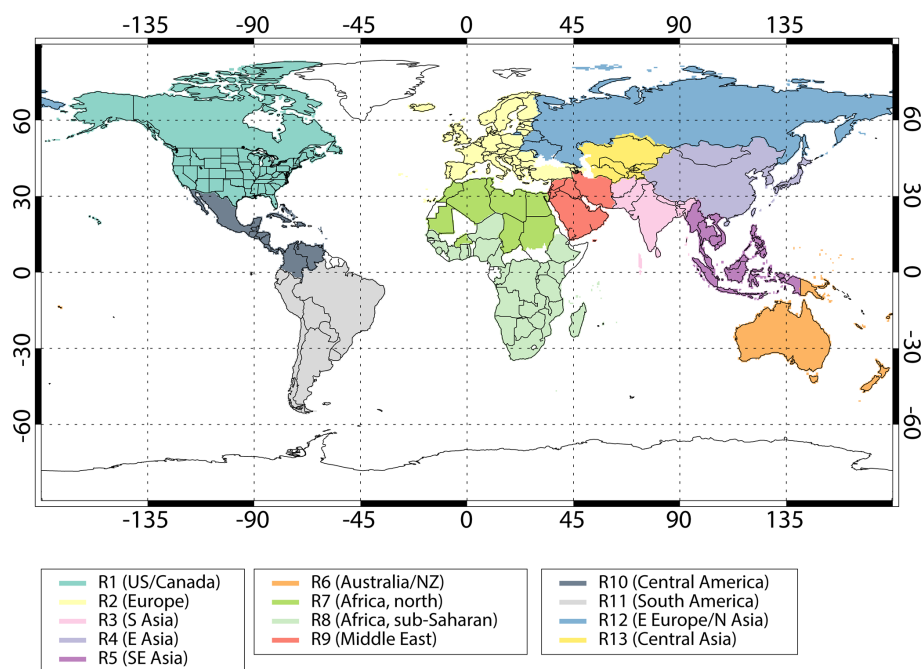 -135 -90 -45 0 45 90 135
60 60
30 30
0 0
-30 -30
-60 -60
-135 -90 -45 0 45 90 135
R1 (US/Canada)
R2 (Europe)
R3 (S Asia)
R4 (E Asia)
R5 (SE Asia)
R6 (Australia/NZ)
R7 (Africa, north)
R8 (Africa, sub-Saharan)
R9 (Middle East)
R10 (Central America)
R11 (South America)
R12 (E Europe/N Asia)
R13 (Central Asia)